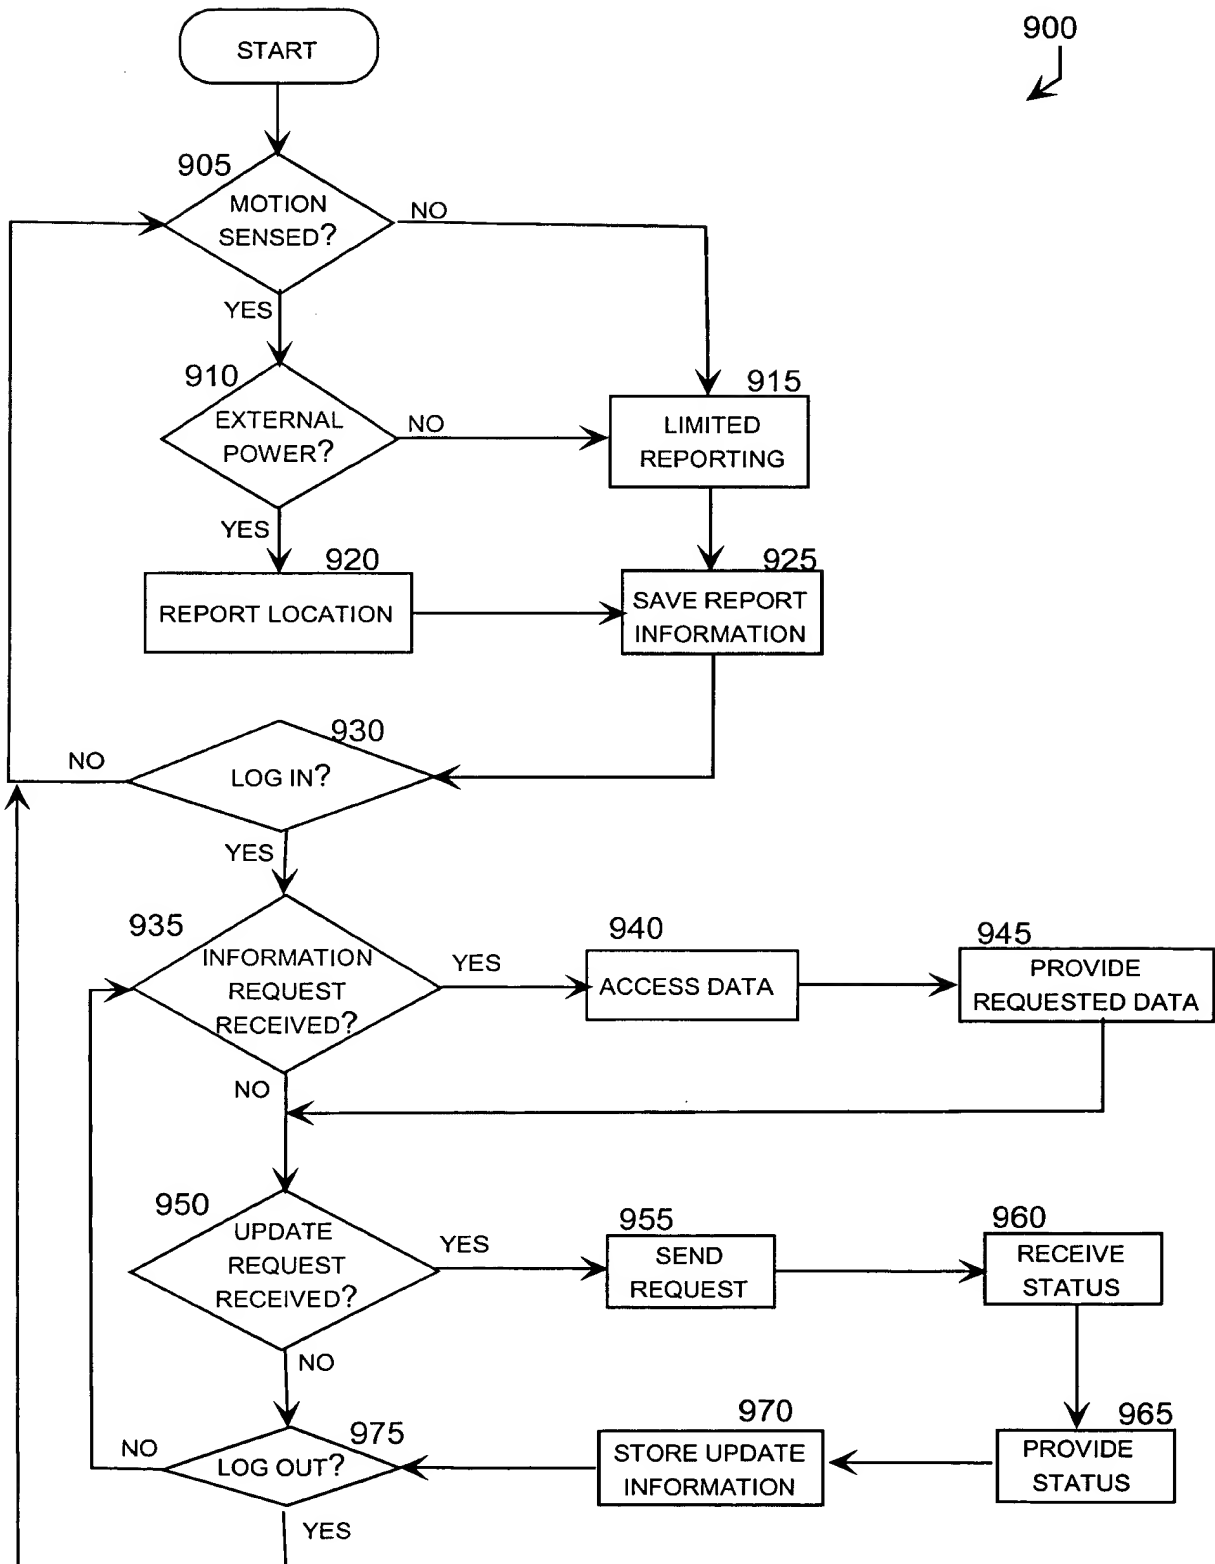 START
900
905
MOTION
SENSED?
NO
YES
910
EXTERNAL
POWER?
NO
915
LIMITED
REPORTING
YES
920
REPORT LOCATION
925
SAVE REPORT
INFORMATION
930
LOG IN?
NO
YES
935
INFORMATION
REQUEST
RECEIVED?
YES
940
ACCESS DATA
945
PROVIDE
REQUESTED DATA
NO
950
UPDATE
REQUEST
RECEIVED?
YES
955
SEND
REQUEST
960
RECEIVE
STATUS
NO
965
PROVIDE
STATUS
970
STORE UPDATE
INFORMATION
975
LOG OUT?
NO
YES